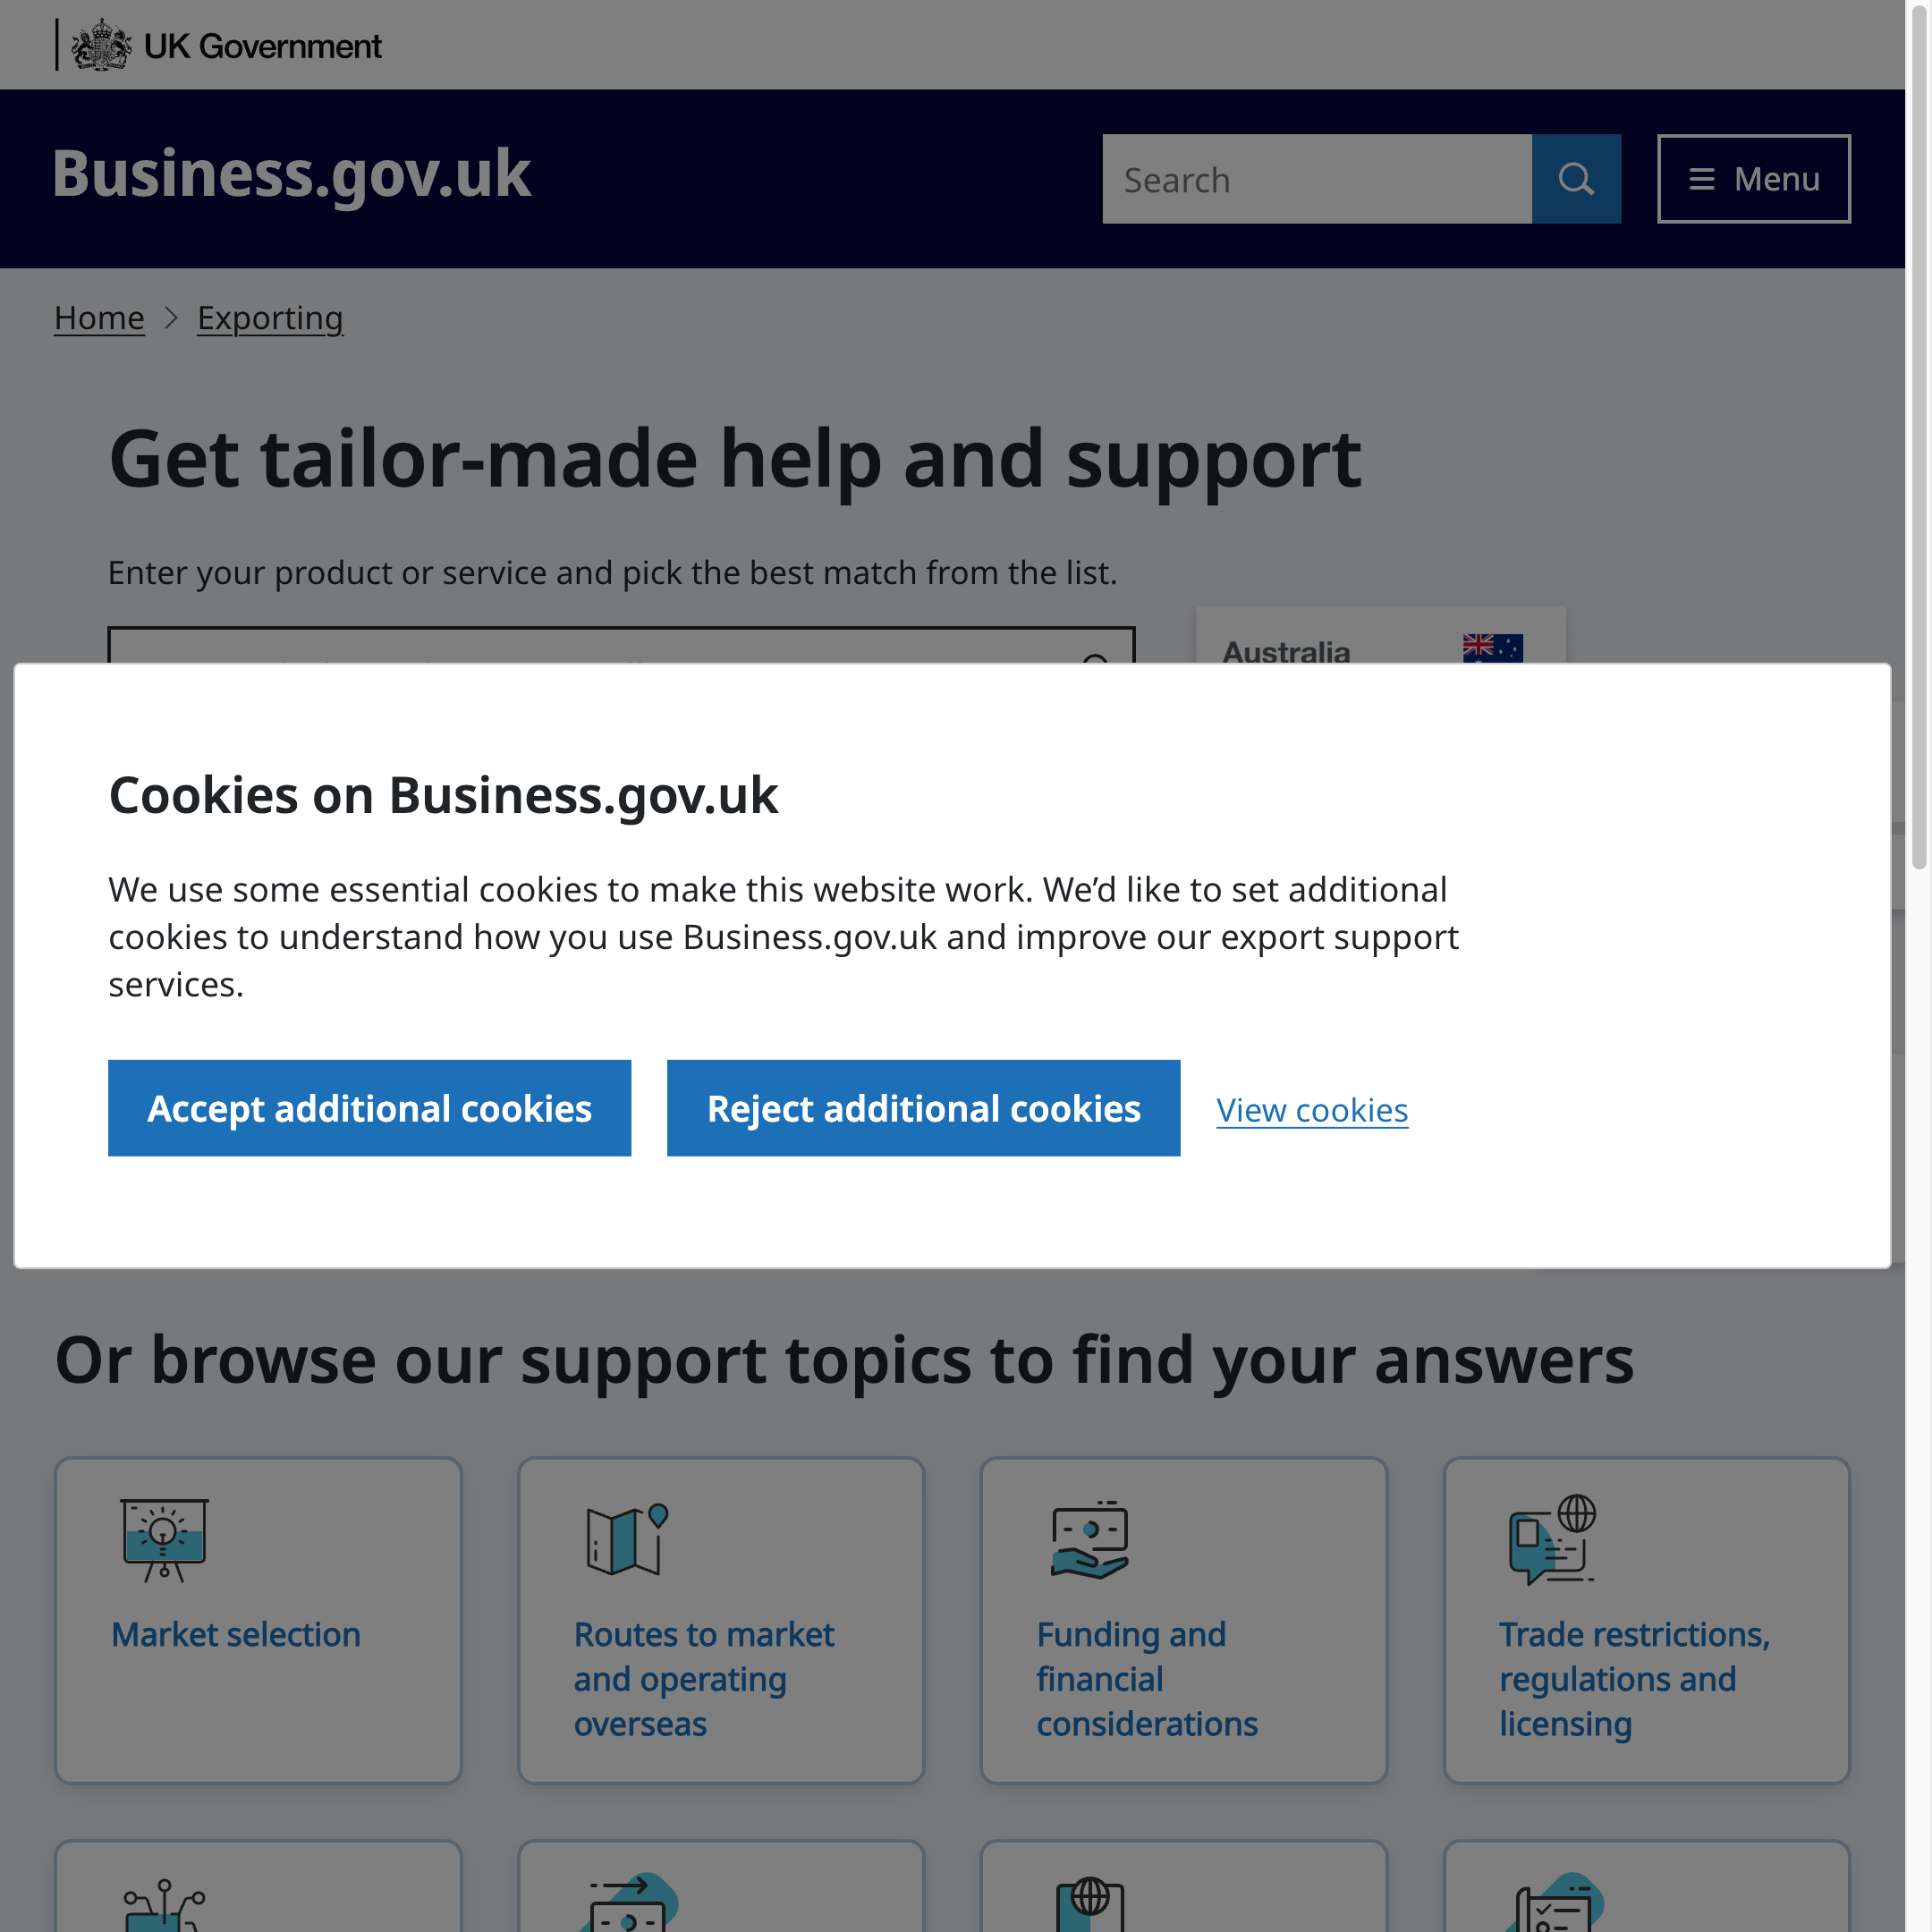 UK Government
Business.gov.uk
Search
Menu
Home
Exporting
Get tailor-made help and support
Enter your product or service and pick the best match from the list.
Australia
Cookies on Business.gov.uk
We use some essential cookies to make this website work. We’d like to set additional
cookies to understand how you use Business.gov.uk and improve our export support
services.
Accept additional cookies
Reject additional cookies
View cookies
Or browse our support topics to find your answers
Market selection
Routes to market
and operating
overseas
Funding and
financial
considerations
Trade restrictions,
regulations and
licensing